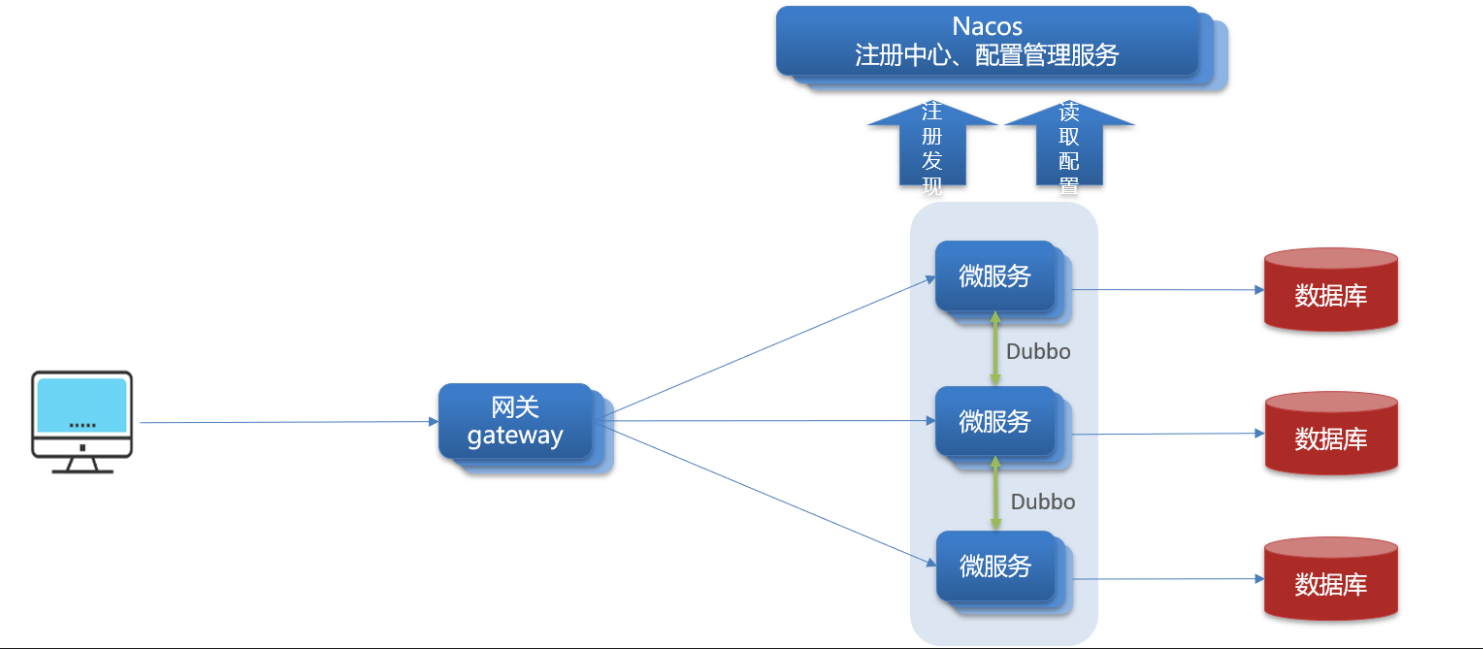 Nacos
注册中心、配置管理服务
注册发现
读取配置
微服务
数据库
Dubbo
网关
gateway
微服务
数据库
Dubbo
微服务
数据库